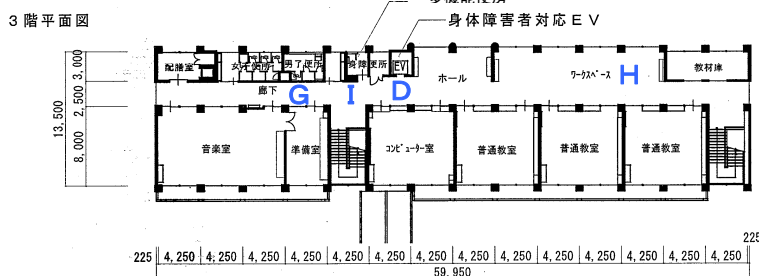 3階平面図
身体障害者対応EV
配膳室
女子便所
男子便所
身障
便所
EV
ホール
ワークスペース
H
教材庫
廊下
G
I
D
音楽室
準備室
コンピューター室
普通教室
普通教室
普通教室
3,000
2,500
8,000
13,500
225
225 4,250 4,250 4,250 4,250 4,250 4,250 4,250 4,250 4,250 4,250 4,250 4,250 4,250 4,250
59,950